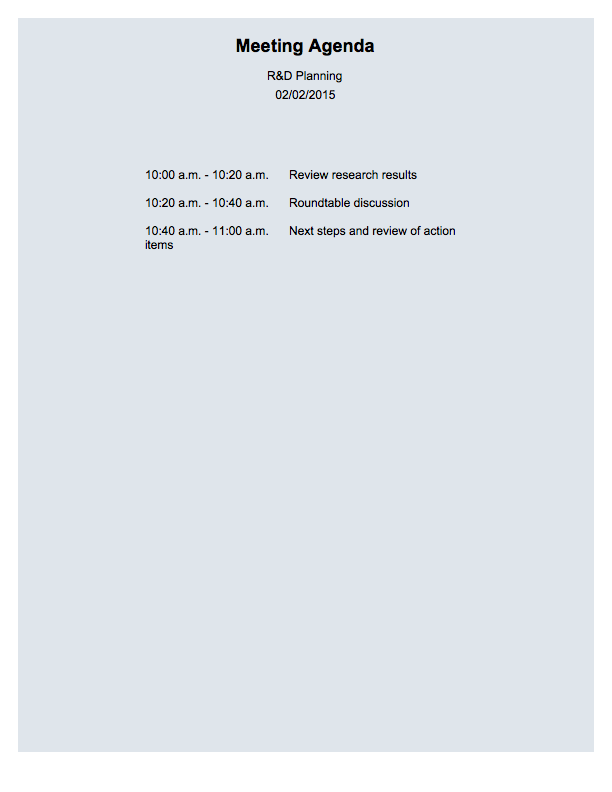 Meeting Agenda
R&D Planning
02/02/2015
10:00 a.m. - 10:20 a.m. Review research results
10:20 a.m. - 10:40 a.m. Roundtable discussion
10:40 a.m. - 11:00 a.m. Next steps and review of action
items